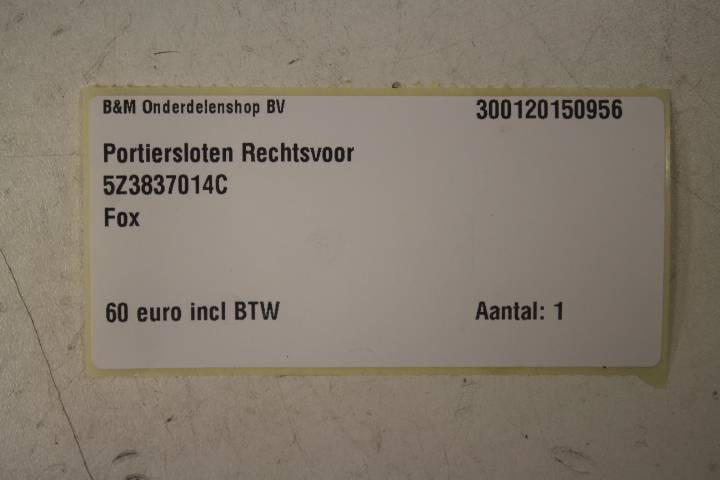 B&M Onderdelenshop BV 300120150956
Portiersloten Rechtsvoor
5Z3837014C
Fox
60 euro incl BTW Aantal: 1